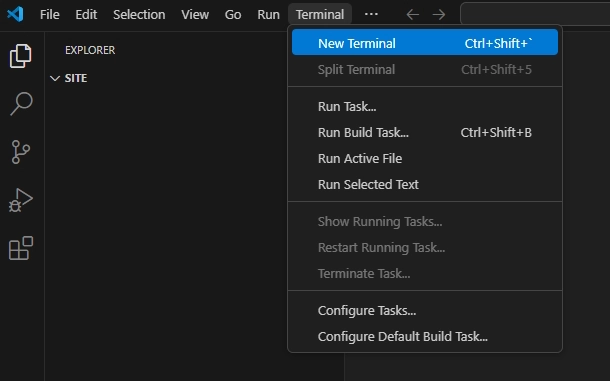 File Edit Selection View Go Run Terminal ...
EXPLORER
SITE
New Terminal Ctrl+Shift+`
Split Terminal Ctrl+Shift+5
Run Task...
Run Build Task... Ctrl+Shift+B
Run Active File
Run Selected Text
Show Running Tasks...
Restart Running Task...
Terminate Task...
Configure Tasks...
Configure Default Build Task...